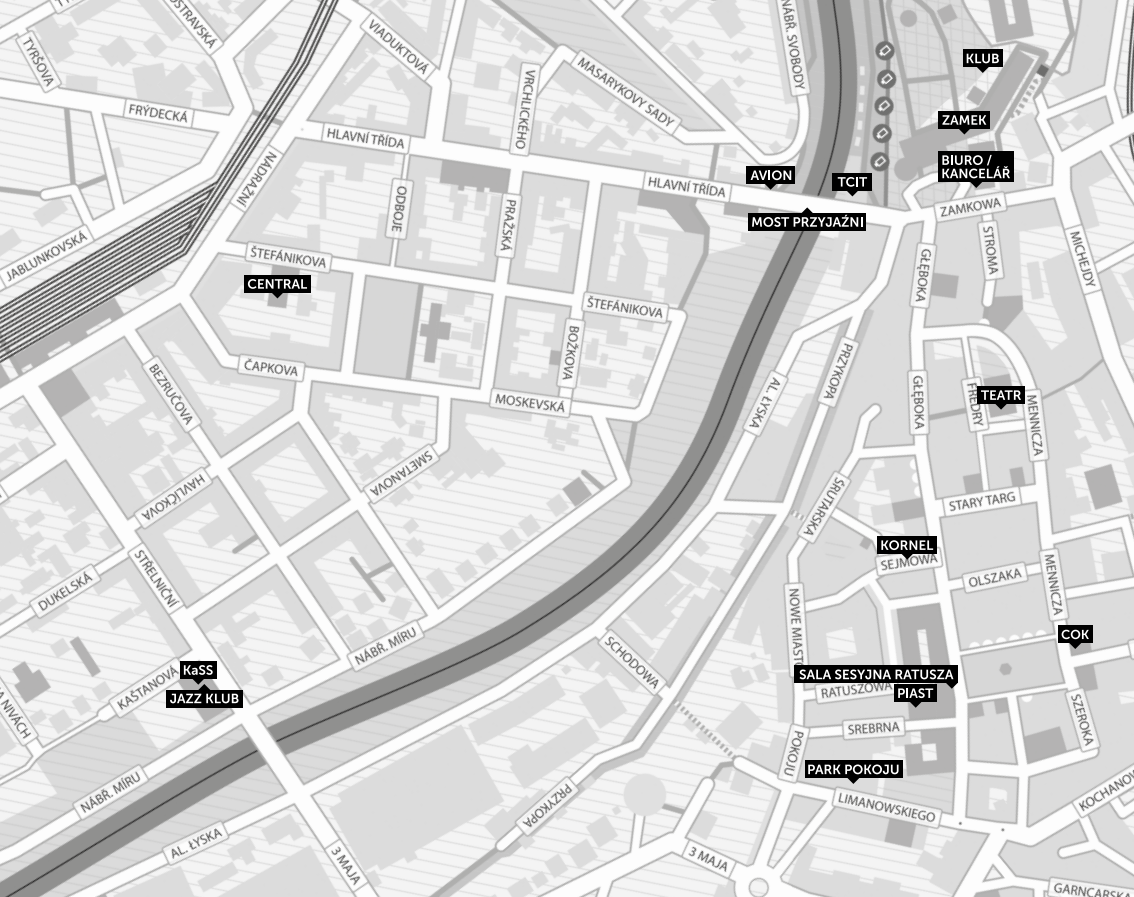 OSTRAVSKÁ
NÁBŘ. SVOBODY
TYRŠOVA
VIADUKTOVÁ
KLUB
MASARYKOVY SADY
VRCHLICKÉHO
FRÝDECKÁ
ZAMEK
HLAVNÍ TŘÍDA
BIURO /
KANCELÁŘ
NÁDRAŽNÍ
AVION
TCIT
HLAVNÍ TŘÍDA
ODBOJE
PRAŽSKÁ
ZAMKOWA
MOST PRZYJAŹNI
JABLUNKOVSKÁ
STROMA
MICHEJDY
ŠTEFÁNIKOVA
GŁĘBOKA
CENTRAL
ŠTEFÁNIKOVA
BOŽKOVA
ČAPKOVA
PRZYKOPA
BEZRUČOVA
AL. ŁYSKA
GŁĘBOKA
FREDRY
TEATR
MENNICZA
MOSKEVSKÁ
SMETANOVA
HAVLÍČKOVA
STARY TARG
ŚRUTARSKA
KORNEL
SEJMOWA
STŘELNIČNÍ
OLSZAKA
MENNICZA
DUKELSKÁ
NOWE MIASTO
COK
NÁBŘ. MÍRU
SCHODOWA
KaSS
KAŠTANOVÁ
JAZZ KLUB
SALA SESYJNA RATUSZA
RATUSZOWA
PIAST
NA NIVÁCH
SZEROKA
SREBRNA
POKOJU
PARK POKOJU
NÁBŘ. MÍRU
PRZYKOPA
LIMANOWSKIEGO
KOCHANOW
AL. ŁYSKA
3 MAJA
3 MAJA
GARNCARSKA